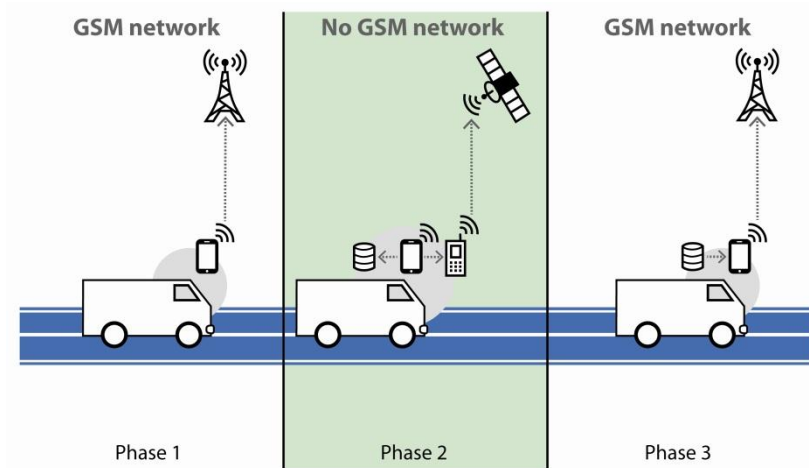 GSM network
No GSM network
GSM network
Phase 1
Phase 2
Phase 3